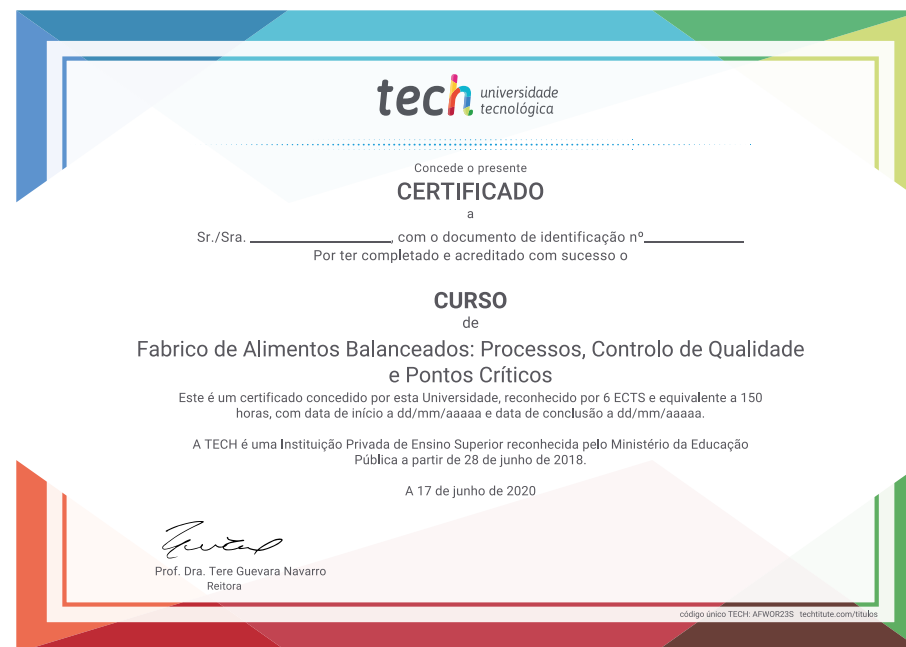 tech universidade
tecnológica
Concede o presente
CERTIFICADO
a
Sr./Sra. , com o documento de identificação nº
Por ter completado e acreditado com sucesso o
CURSO
de
Fabrico de Alimentos Balanceados: Processos, Controlo de Qualidade
e Pontos Críticos
Este é um certificado concedido por esta Universidade, reconhecido por 6 ECTS e equivalente a 150
horas, com data de início a dd/mm/aaaaa e data de conclusão a dd/mm/aaaaa.
A TECH é uma Instituição Privada de Ensino Superior reconhecida pelo Ministério da Educação
Pública a partir de 28 de junho de 2018.
A 17 de junho de 2020
Prof. Dra. Tere Guevara Navarro
Reitora
código único TECH: AFWOR23S techtitute.com/titulos